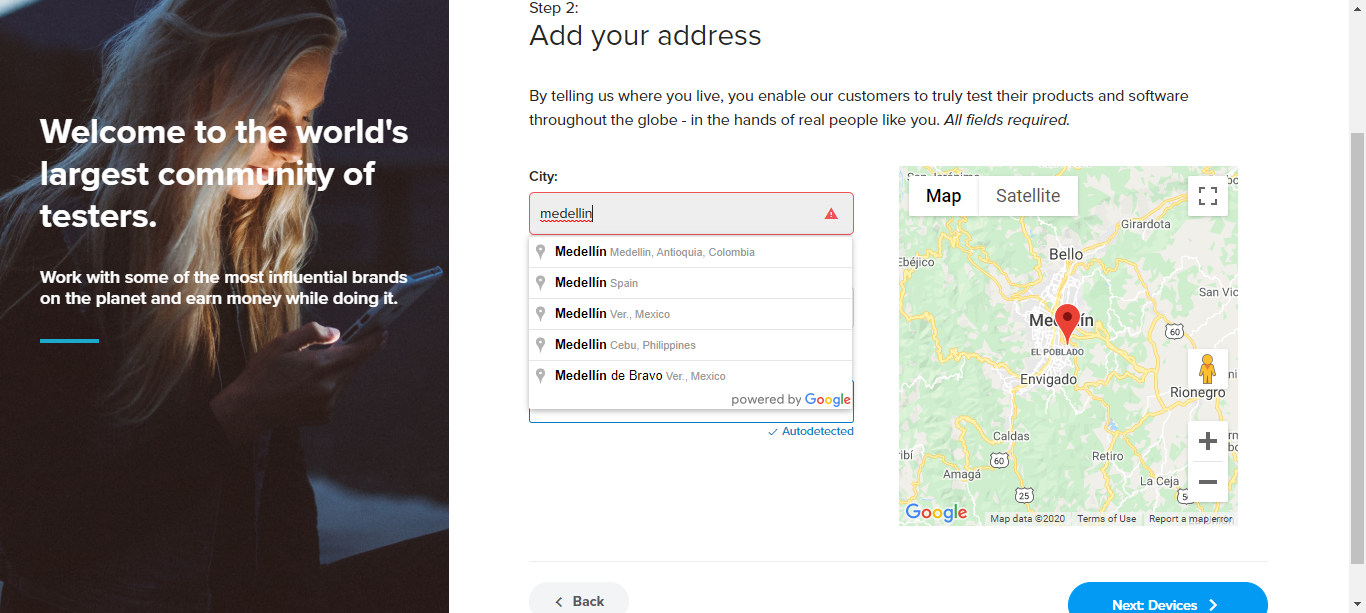 Welcome to the world's
largest community of
testers.
Work with some of the most influential brands
on the planet and earn money while doing it.
Step 2:
Add your address
By telling us where you live, you enable our customers to truly test their products and software
throughout the globe - in the hands of real people like you. All fields required.
City:
medellin
Medellín Medellin, Antioquia, Colombia
Medellín Spain
Medellín Ver., Mexico
Medellin Cebu, Philippines
Medellín de Bravo Ver., Mexico
powered by Google
Autodetected
Map Satellite
Girardota
Bello
Ebéjico
San Vic
Medellín
60
EL POBLADO
Envigado
Rionegro
Caldas
60
Retiro
Amagá
La Ceja
25
Google
Map data ©2020 Terms of Use Report a map error
Back
Next: Devices